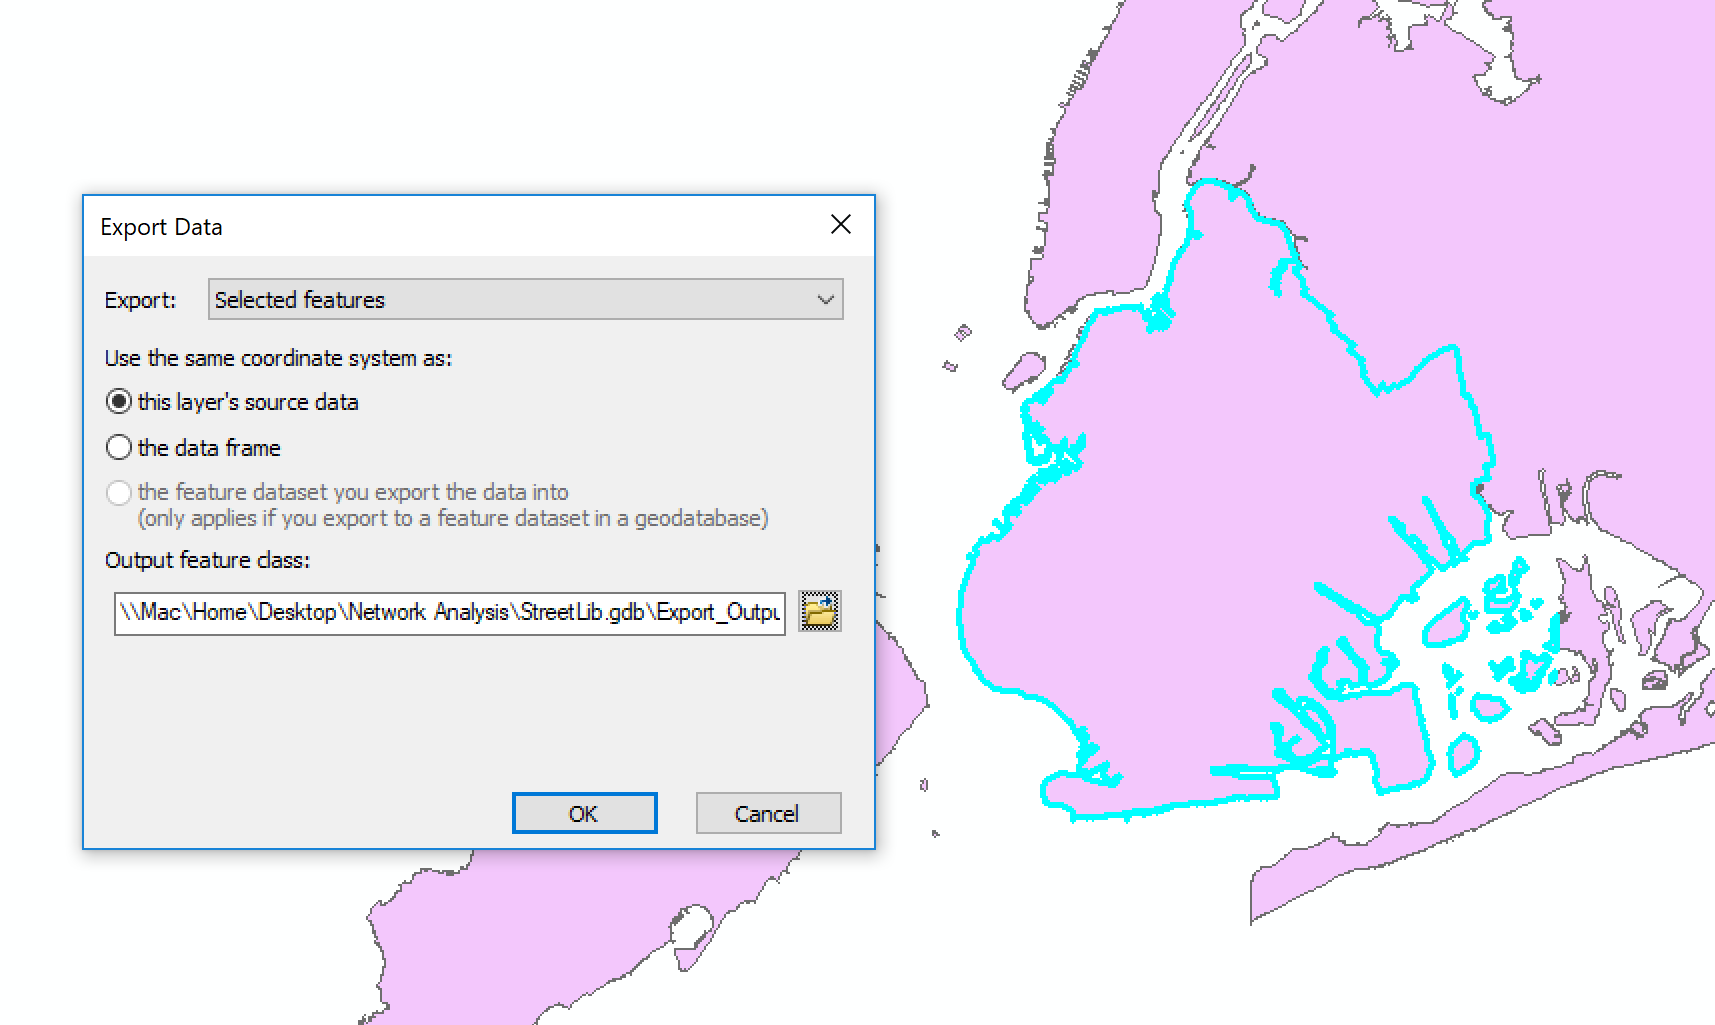 Export Data
Export: Selected features
Use the same coordinate system as:
this layer's source data
the data frame
the feature dataset you export the data into
(only applies if you export to a feature dataset in a geodatabase)
Output feature class:
\\Mac\Home\Desktop\Network Analysis\StreetLib.gdb\Export_Outpu
OK Cancel